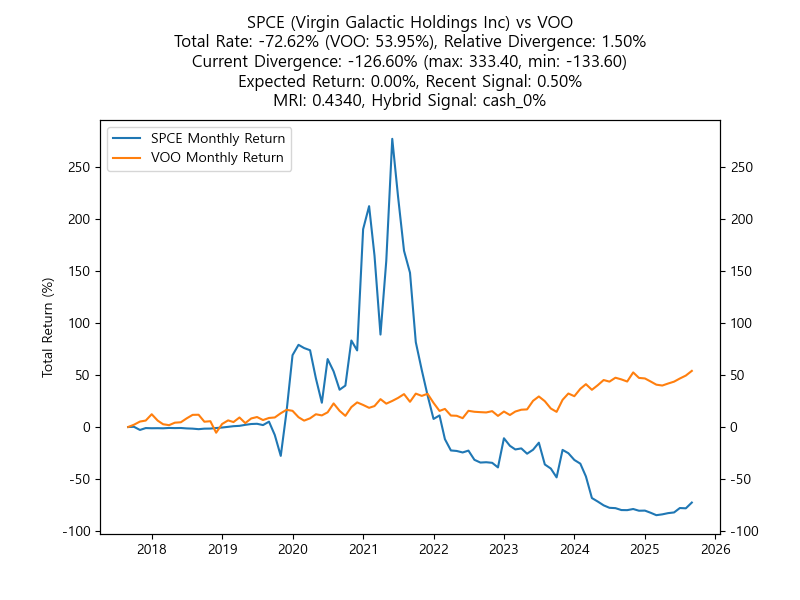 SPCE (Virgin Galactic Holdings Inc) vs VOO
Total Rate: -72.62% (VOO: 53.95%), Relative Divergence: 1.50%
Current Divergence: -126.60% (max: 333.40, min: -133.60)
Expected Return: 0.00%, Recent Signal: 0.50%
MRI: 0.4340, Hybrid Signal: cash_0%
SPCE Monthly Return
VOO Monthly Return
Total Return (%)
250 250
200 200
150 150
100 100
50 50
0 0
-50 -50
-100 -100
2018 2019 2020 2021 2022 2023 2024 2025 2026